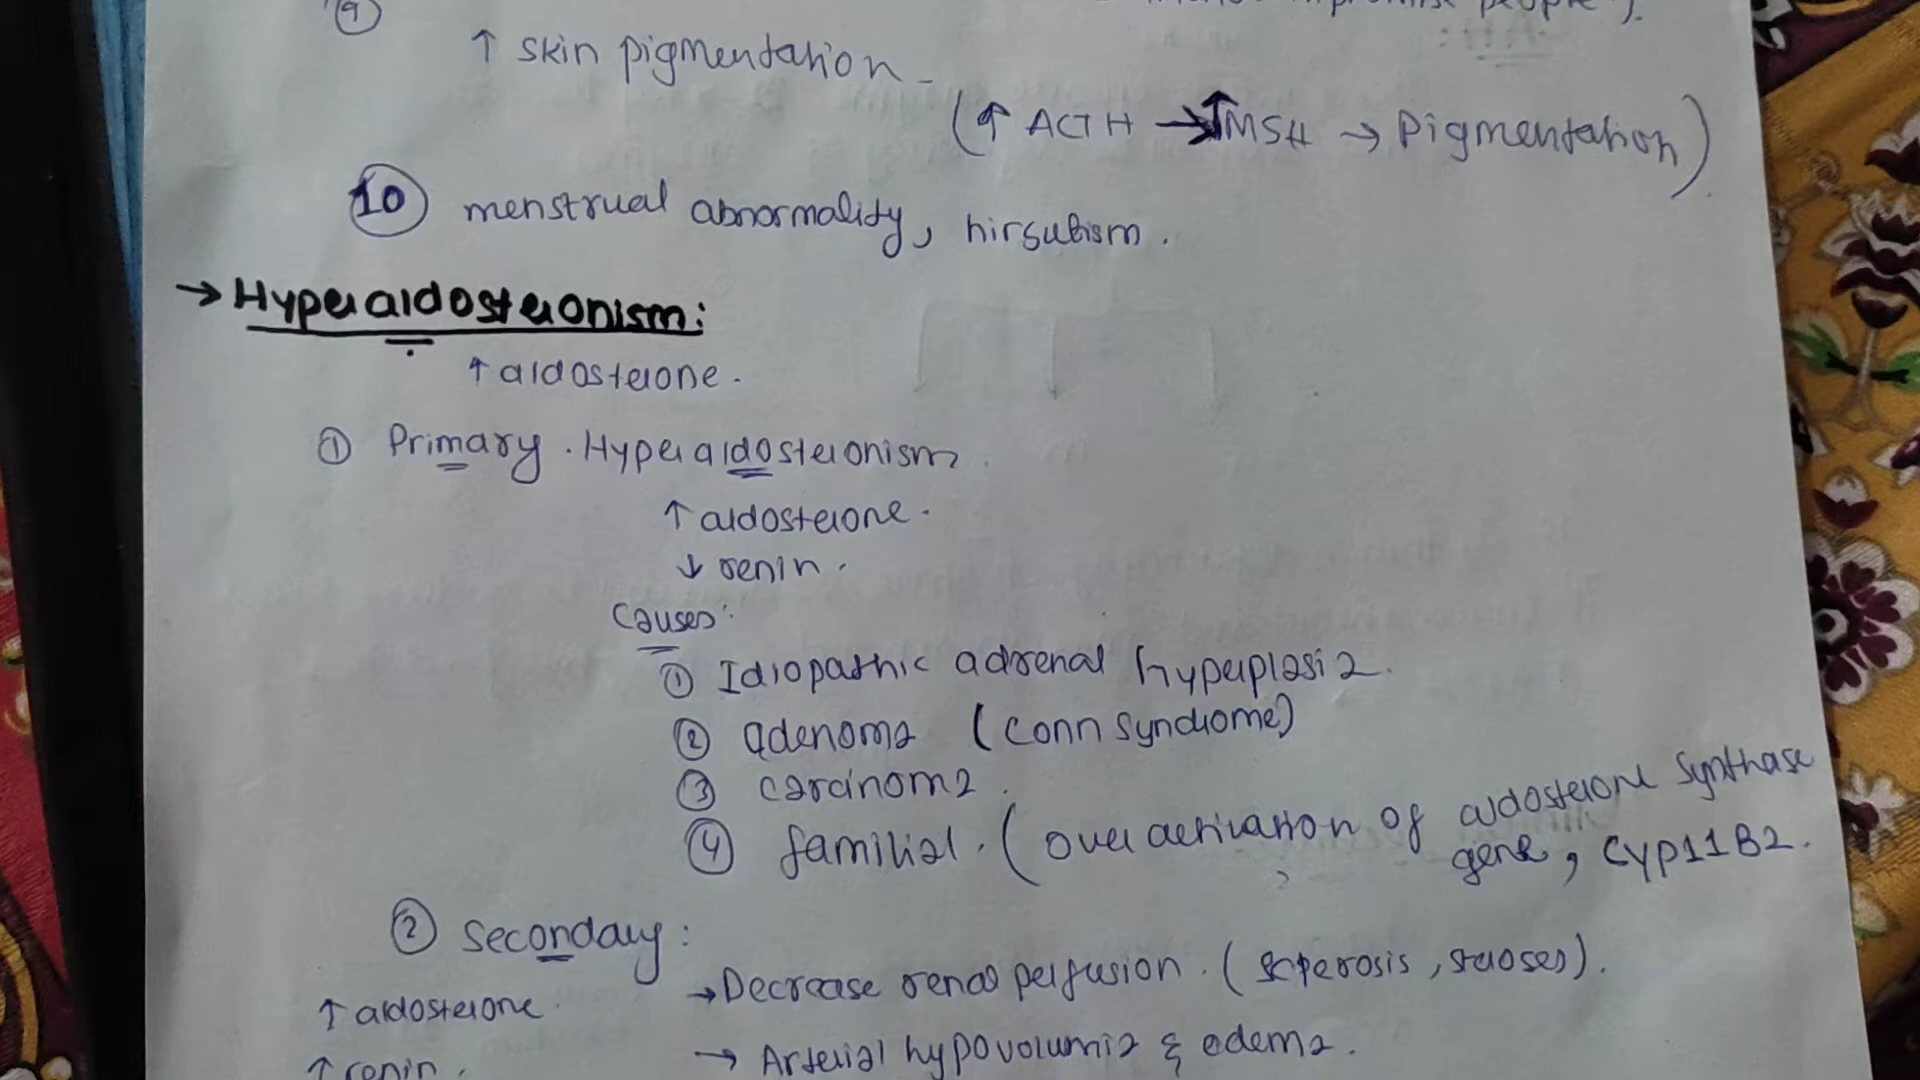 9
↑ skin pigmentation -
(↑ ACTH → ↑MSH → Pigmentation)
10 menstrual abnormality, hirsutism.
→ Hyperaldosteronism:
↑ aldosterone.
① Primary. Hyperaldosteronism.
↑ aldosterone.
↓ renin.
Causes:
① Idiopathic adrenal hyperplasia.
② adenoma (Conn syndrome)
③ carcinoma.
④ familial. (over activation of aldosterone synthase
gene, CYP11B2.
② Secondary:
→ Decrease renal perfusion. (
↑ aldosterone.
→ Arterial hypovolumia & edema.
↑ renin.